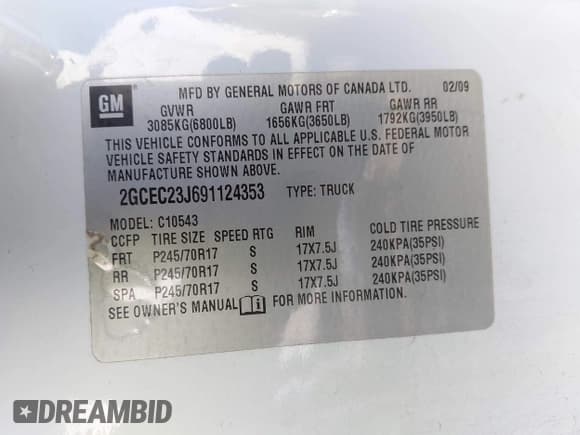 GM
MFD BY GENERAL MOTORS OF CANADA LTD. 02/09
GVWR GAWR FRT GAWR RR
3085KG(6800LB) 1656KG(3650LB) 1792KG(3950LB)
THIS VEHICLE CONFORMS TO ALL APPLICABLE U.S. FEDERAL MOTOR
VEHICLE SAFETY STANDARDS IN EFFECT ON THE DATE OF
MANUFACTURE SHOWN ABOVE.
2GCEC23J691124353 TYPE: TRUCK
MODEL: C10543
CCFP TIRE SIZE SPEED RTG RIM COLD TIRE PRESSURE
FRT P245/70R17 S 17X7.5J 240KPA(35PSI)
RR P245/70R17 S 17X7.5J 240KPA(35PSI)
SPA P245/70R17 S 17X7.5J 240KPA(35PSI)
SEE OWNER'S MANUAL FOR MORE INFORMATION.
DREAMBID